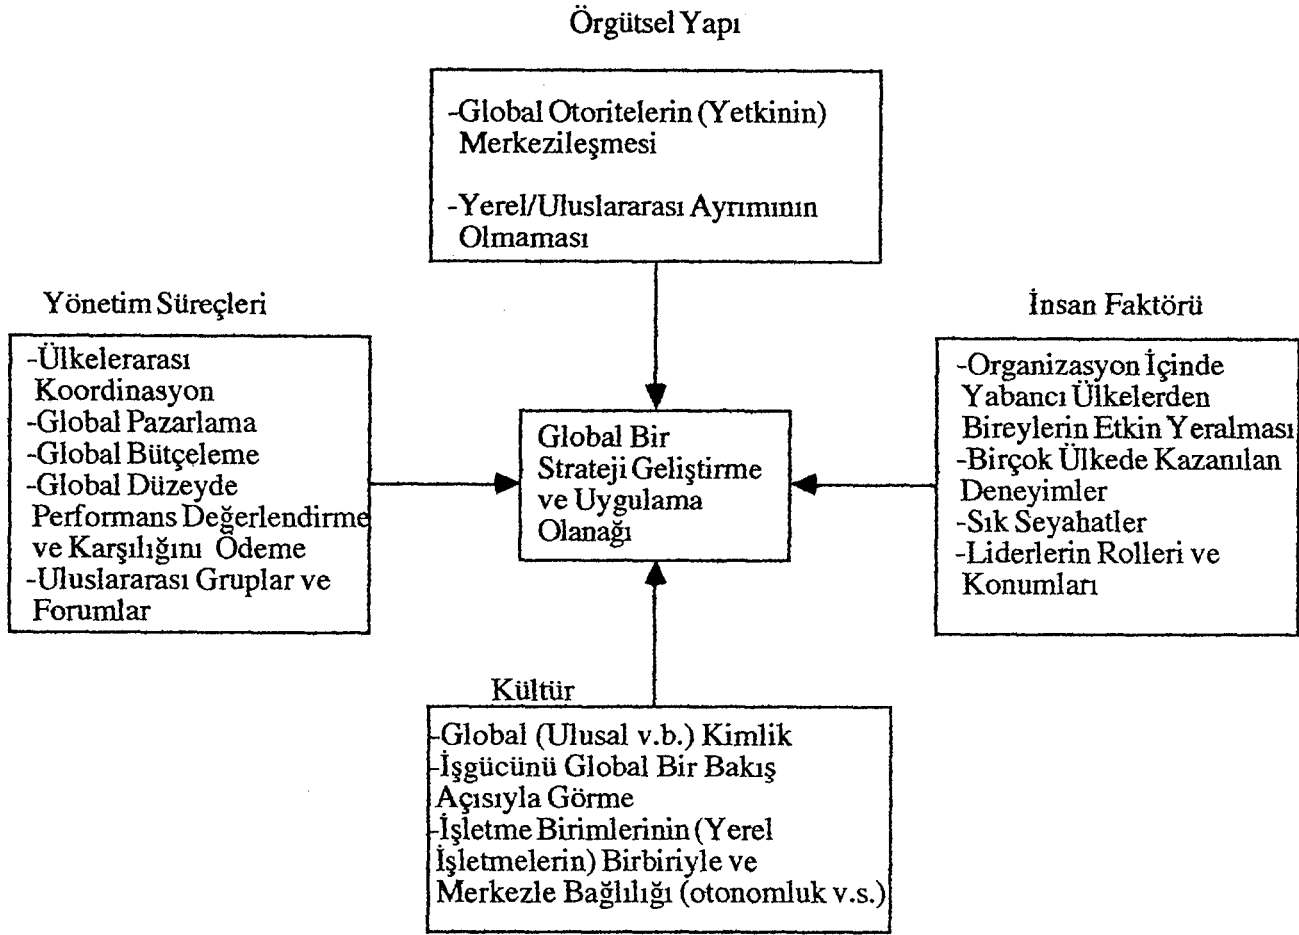 Örgütsel Yapı
-Global Otoritelerin (Yetkinin)
Merkezileşmesi
-Yerel/Uluslararası Ayrımının
Olmaması
Yönetim Süreçleri
-Ülkelerarası
Koordinasyon
-Global Pazarlama
-Global Bütçeleme
-Global Düzeyde
Performans Değerlendirme
ve Karşılığını Ödeme
-Uluslararası Gruplar ve
Forumlar
Global Bir
Strateji Geliştirme
ve Uygulama
Olanağı
İnsan Faktörü
-Organizasyon İçinde
Yabancı Ülkelerden
Bireylerin Etkin Yeralması
-Birçok Ülkede Kazanılan
Deneyimler
-Sık Seyahatler
-Liderlerin Rolleri ve
Konumları
Kültür
-Global (Ulusal v.b.) Kimlik
-İşgücünü Global Bir Bakış
Açısıyla Görme
-İşletme Birimlerinin (Yerel
İşletmelerin) Birbiriyle ve
Merkezle Bağlılığı (otonomluk v.s.)